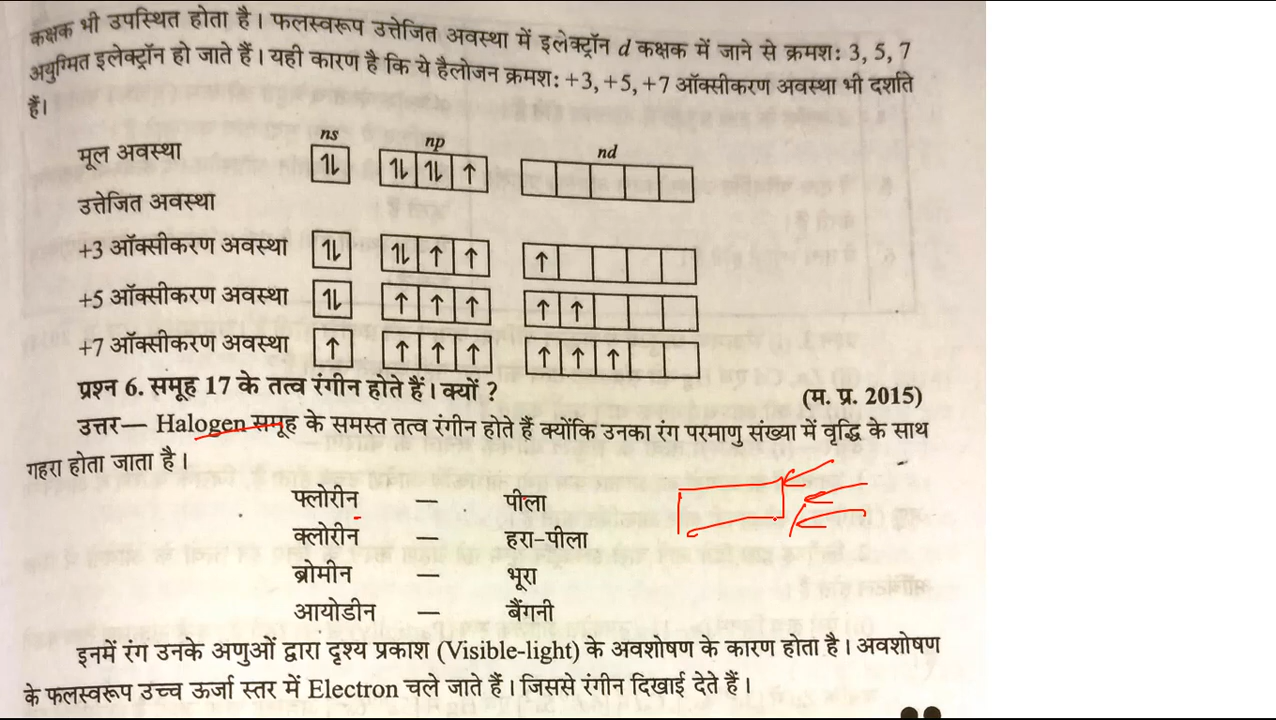 कक्षक भी उपस्थित होता है। फलस्वरूप उत्तेजित अवस्था में इलेक्ट्रॉन d कक्षक में जाने से क्रमश: 3, 5, 7
अयुग्मित इलेक्ट्रॉन हो जाते हैं। यही कारण है कि ये हैलोजन क्रमश: +3, +5, +7 ऑक्सीकरण अवस्था भी दर्शाते
हैं।
ns np nd
मूल अवस्था ⥮ ⥮ ⥮ ↑
उत्तेजित अवस्था
+3 ऑक्सीकरण अवस्था ⥮ ⥮ ↑ ↑ ↑
+5 ऑक्सीकरण अवस्था ⥮ ↑ ↑ ↑ ↑ ↑
+7 ऑक्सीकरण अवस्था ↑ ↑ ↑ ↑ ↑ ↑ ↑
प्रश्न 6. समूह 17 के तत्व रंगीन होते हैं। क्यों ? (म. प्र. 2015)
उत्तर— Halogen समूह के समस्त तत्व रंगीन होते हैं क्योंकि उनका रंग परमाणु संख्या में वृद्धि के साथ
गहरा होता जाता है।
फ्लोरीन — पीला
क्लोरीन — हरा-पीला
ब्रोमीन — भूरा
आयोडीन — बैंगनी
इनमें रंग उनके अणुओं द्वारा दृश्य प्रकाश (Visible-light) के अवशोषण के कारण होता है। अवशोषण
के फलस्वरूप उच्च ऊर्जा स्तर में Electron चले जाते हैं। जिससे रंगीन दिखाई देते हैं।